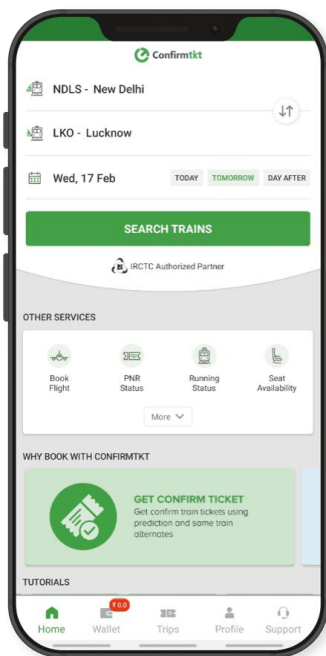 Confirmtkt
NDLS - New Delhi
LKO - Lucknow
Wed, 17 Feb
TODAY
TOMORROW
DAY AFTER
SEARCH TRAINS
IRCTC Authorized Partner
OTHER SERVICES
Book
Flight
PNR
Status
Running
Status
Seat
Availability
More
WHY BOOK WITH CONFIRMTKT
GET CONFIRM TICKET
Get confirm train tickets using
prediction and same train
alternates
TUTORIALS
₹ 0.0
Home
Wallet
Trips
Profile
Support